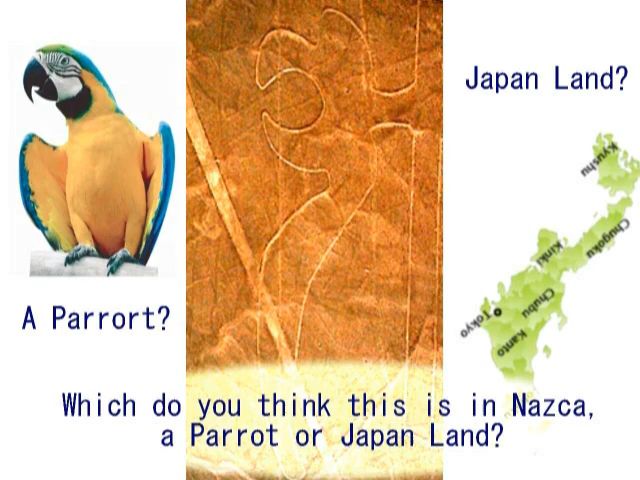 Japan Land?
Kyushu
Chugoku
Kinki
Chubu
Tokyo
Kanto
A Parrort?
Which do you think this is in Nazca,
a Parrot or Japan Land?